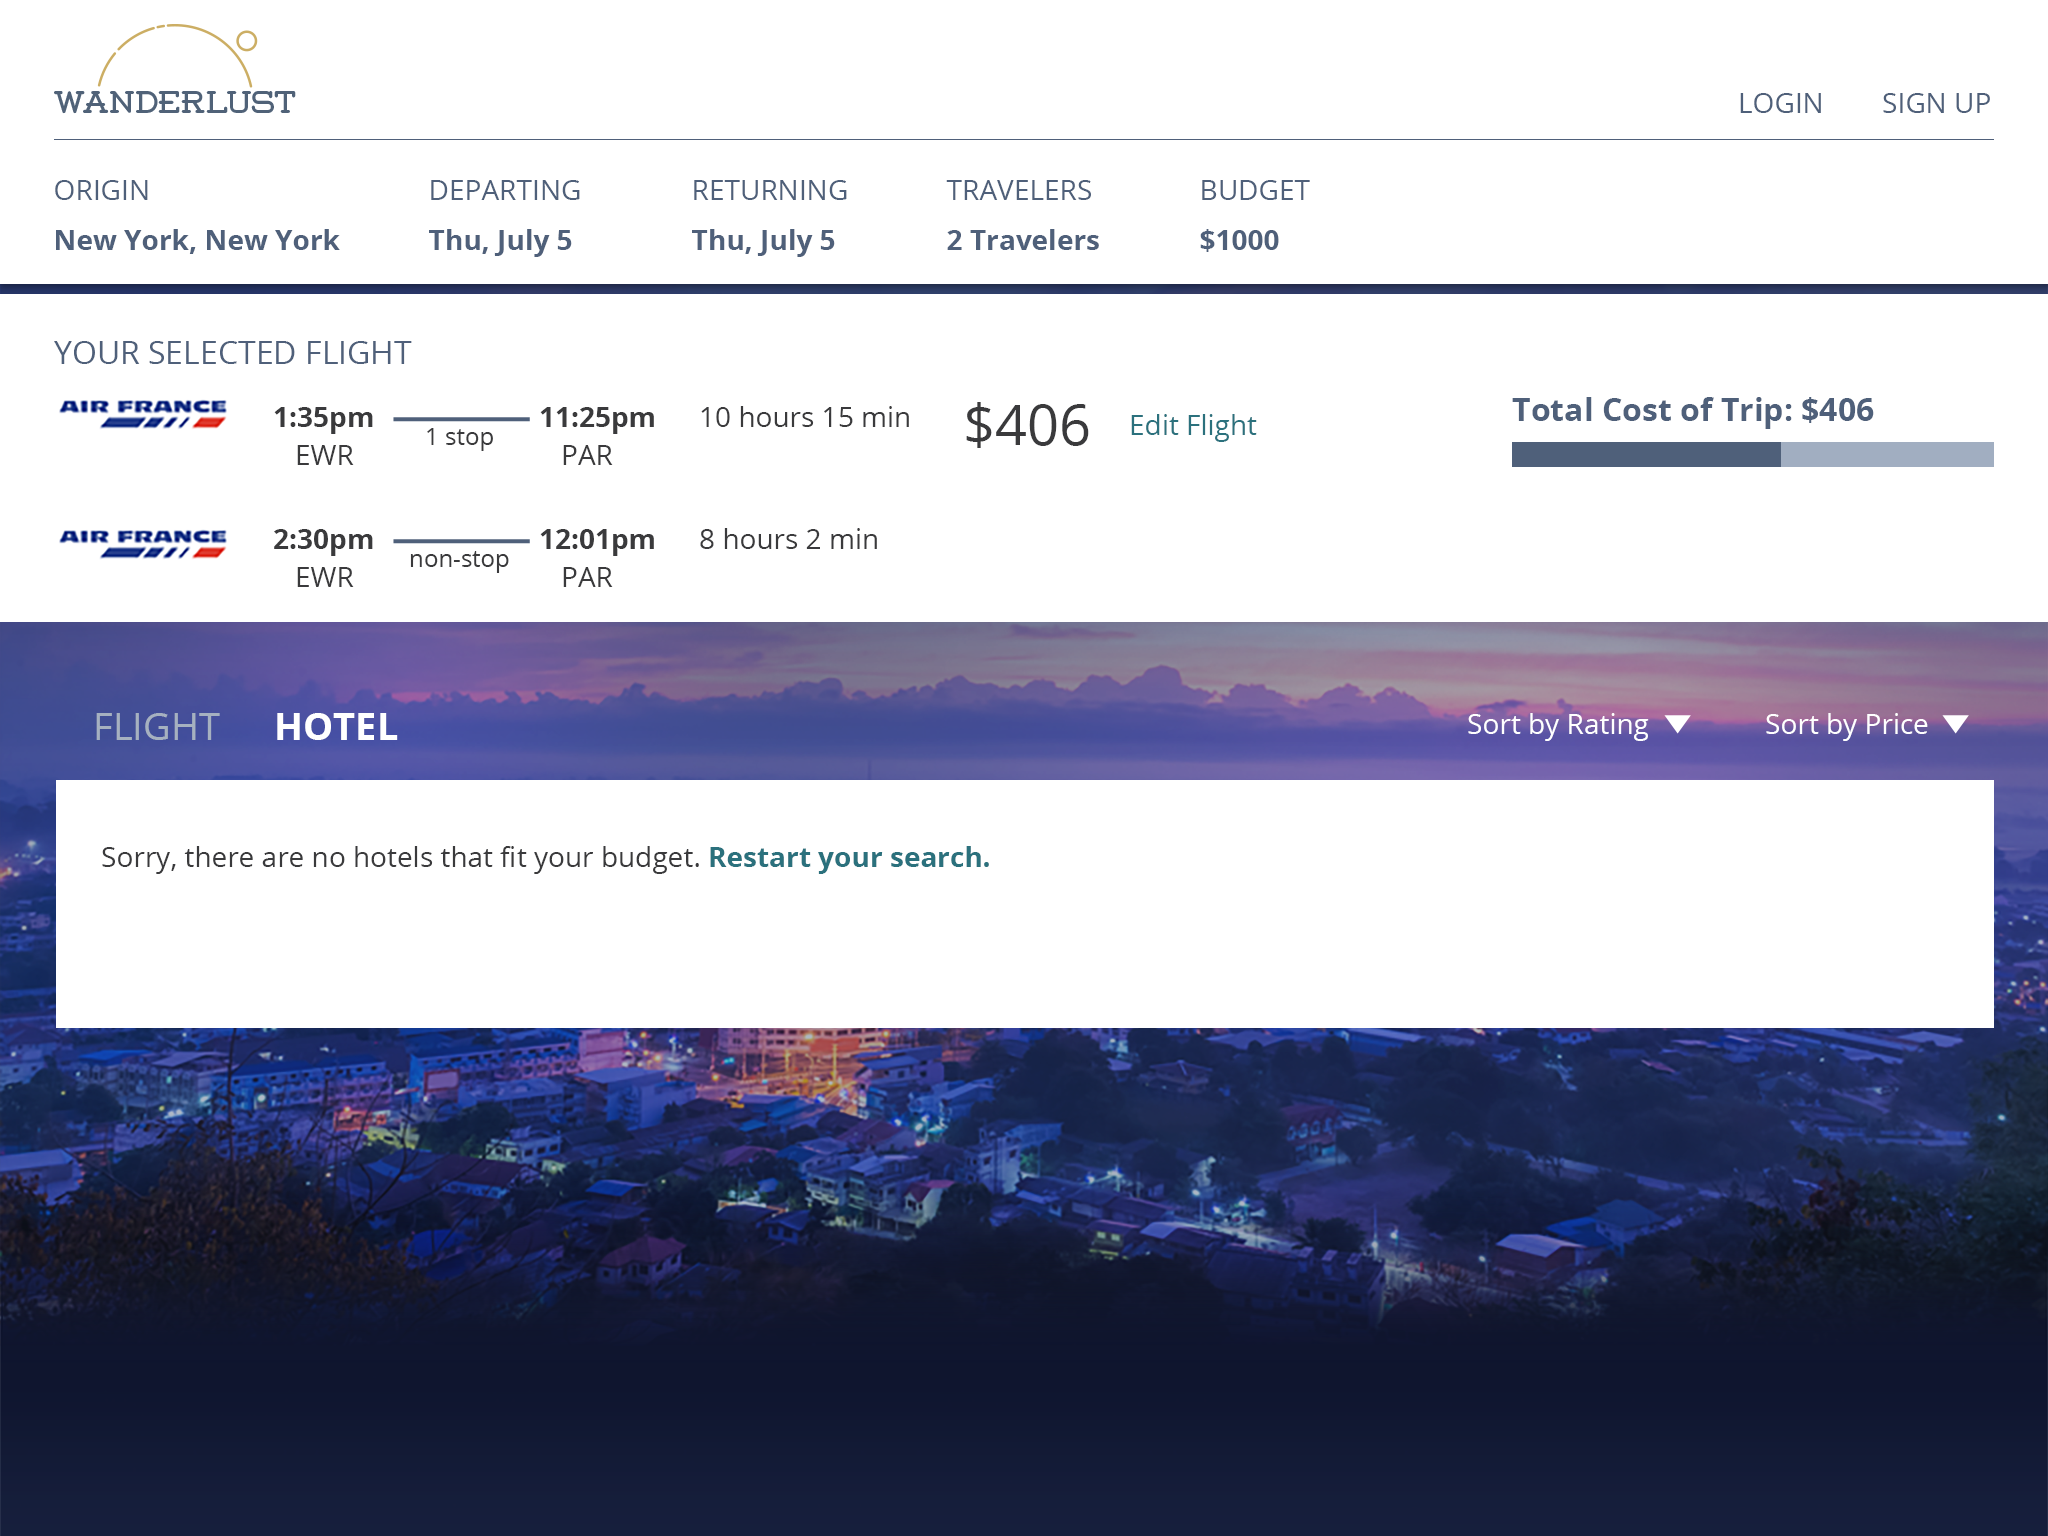 WANDERLUST
LOGIN SIGN UP
ORIGIN DEPARTING RETURNING TRAVELERS BUDGET
New York, New York Thu, July 5 Thu, July 5 2 Travelers $1000
YOUR SELECTED FLIGHT
AIR FRANCE 1:35pm 1 stop 11:25pm 10 hours 15 min $406 Edit Flight
EWR PAR
Total Cost of Trip: $406
AIR FRANCE 2:30pm non-stop 12:01pm 8 hours 2 min
EWR PAR
FLIGHT HOTEL Sort by Rating Sort by Price
Sorry, there are no hotels that fit your budget. Restart your search.